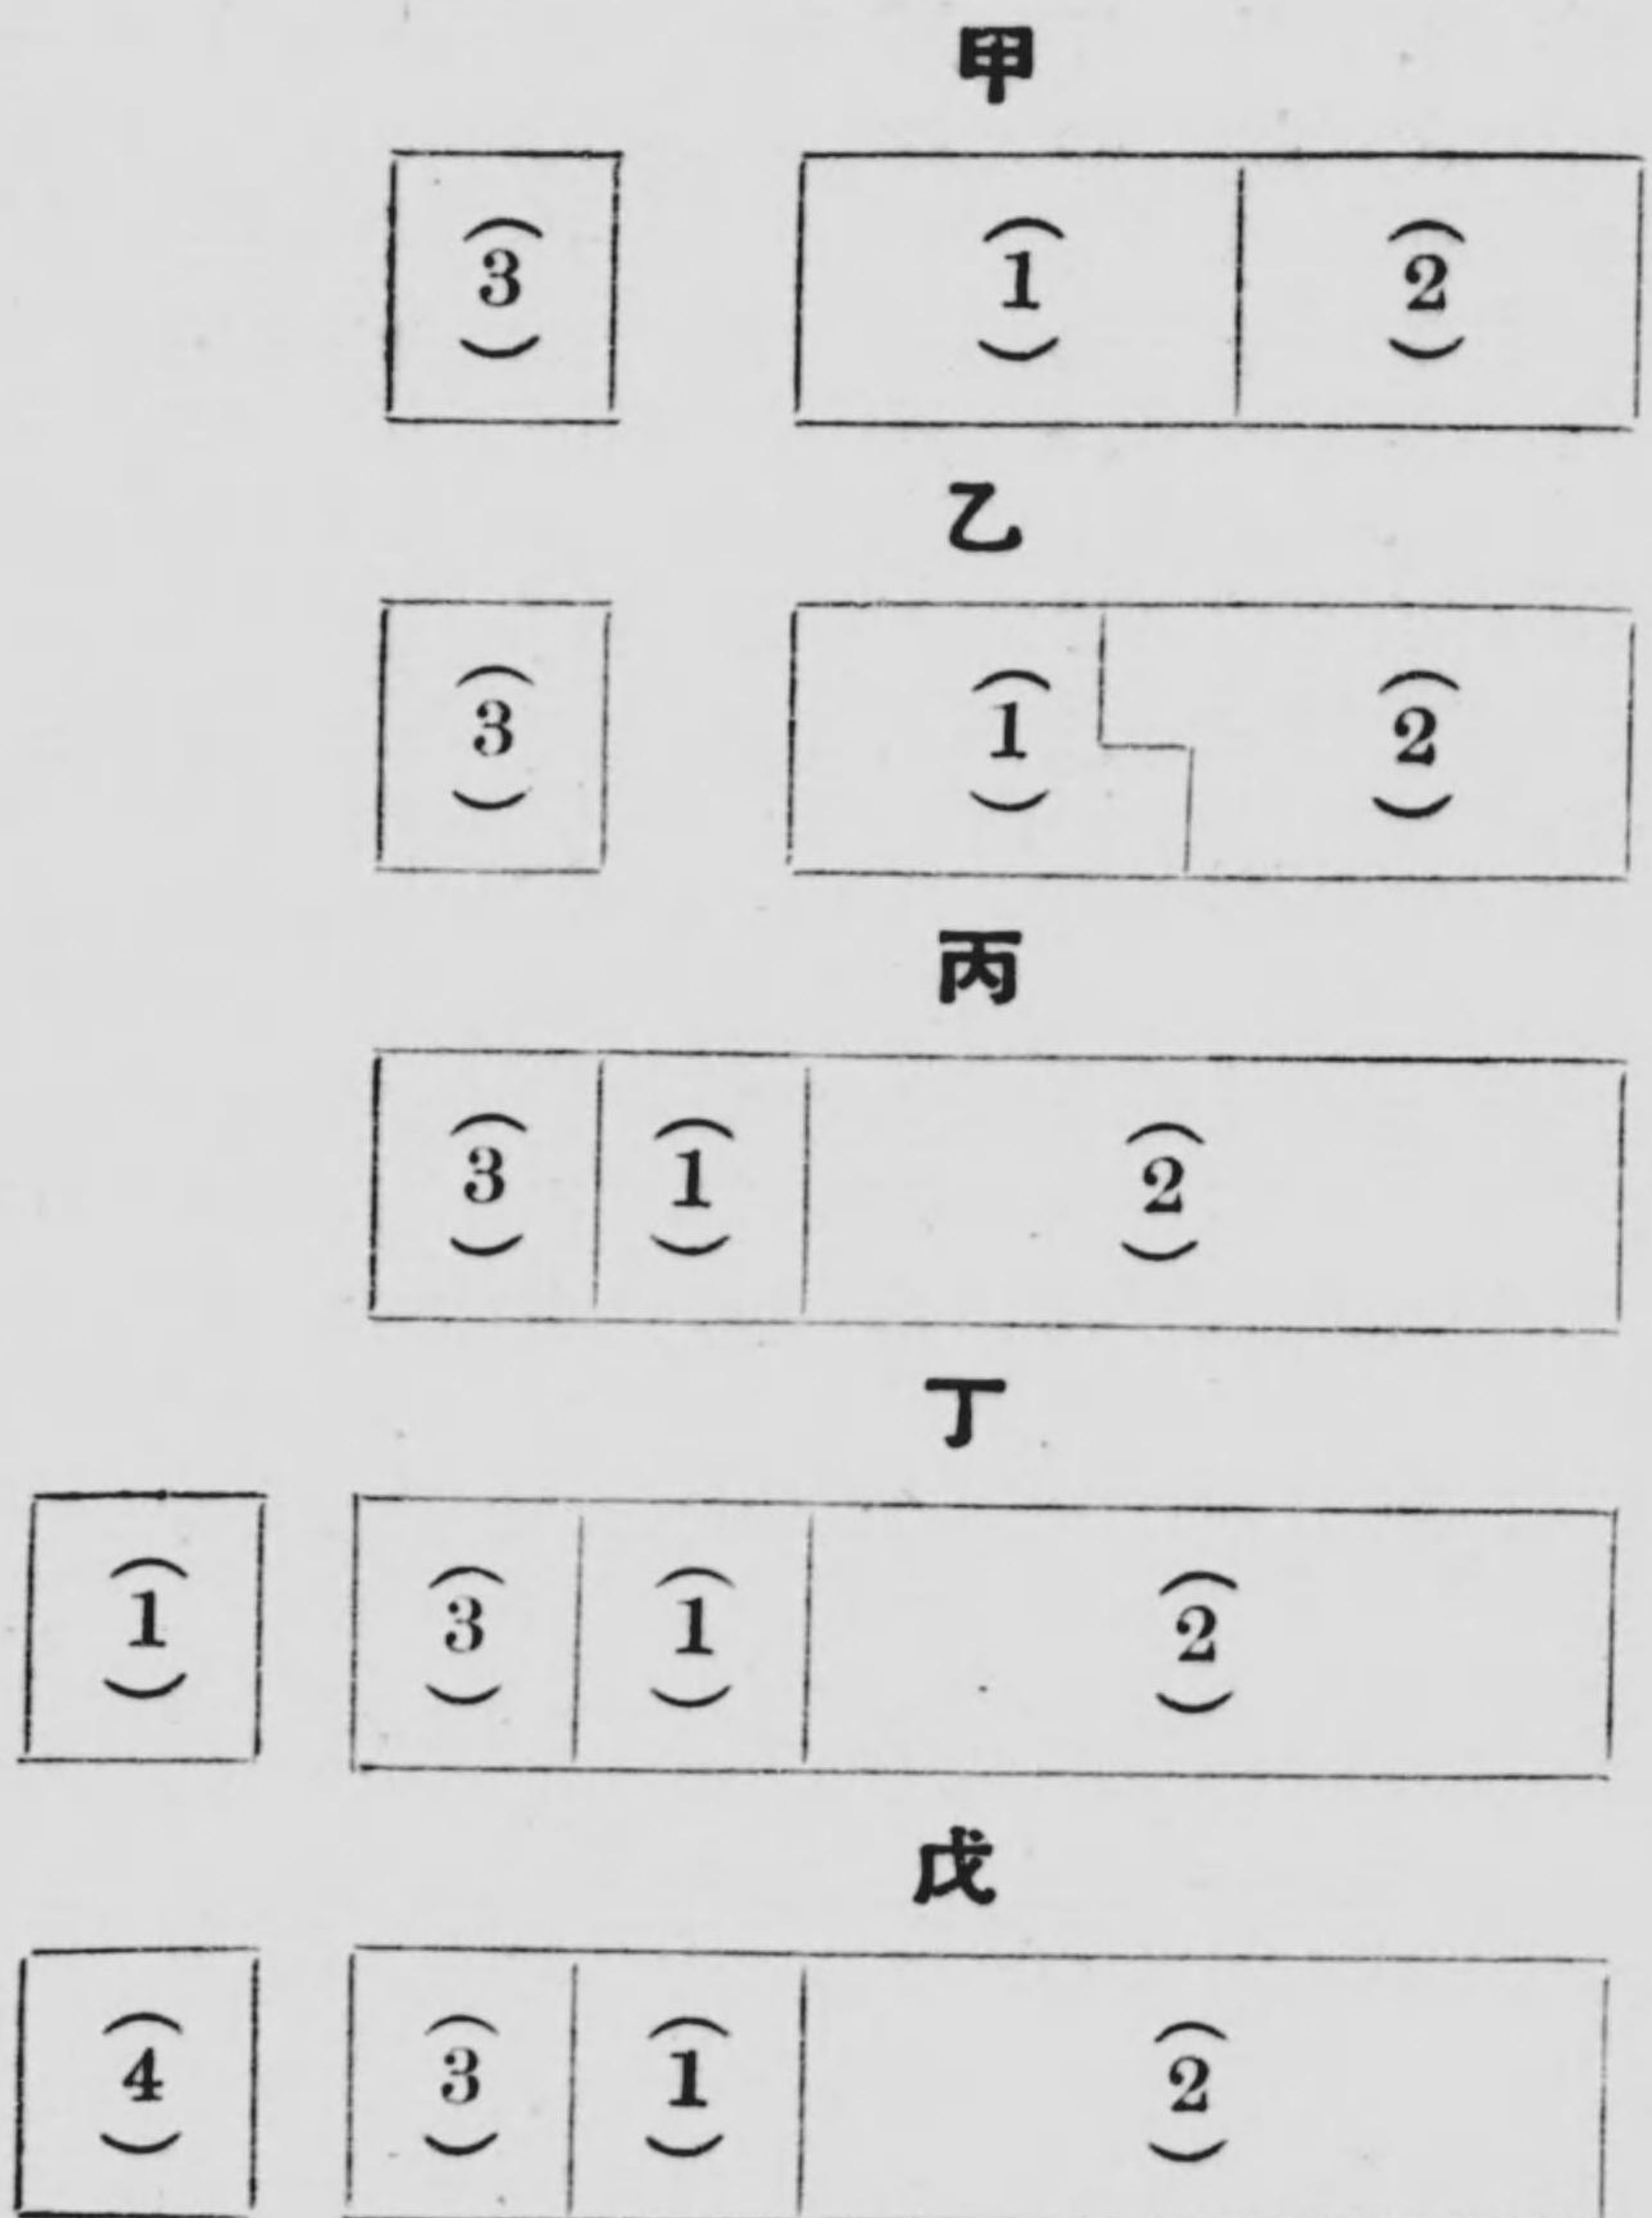 甲
(3) (1) (2)
乙
(3) (1) (2)
丙
(3) (1) (2)
丁
(1) (3) (1) (2)
戊
(4) (3) (1) (2)